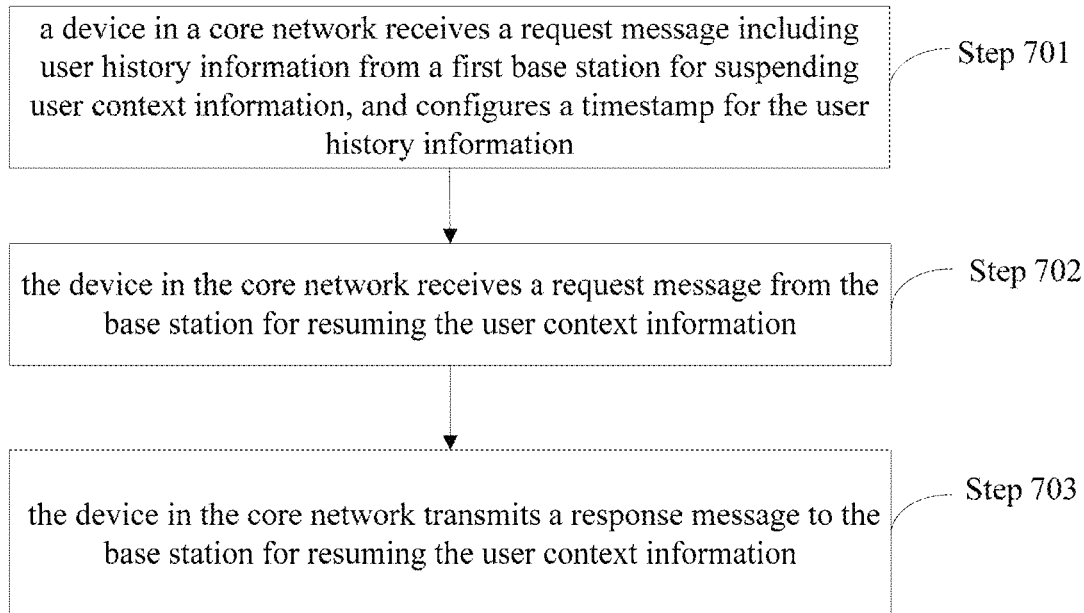 a device in a core network receives a request message including
user history information from a first base station for suspending
user context information, and configures a timestamp for the user
history information
Step 701
the device in the core network receives a request message from the
base station for resuming the user context information
Step 702
the device in the core network transmits a response message to the
base station for resuming the user context information
Step 703